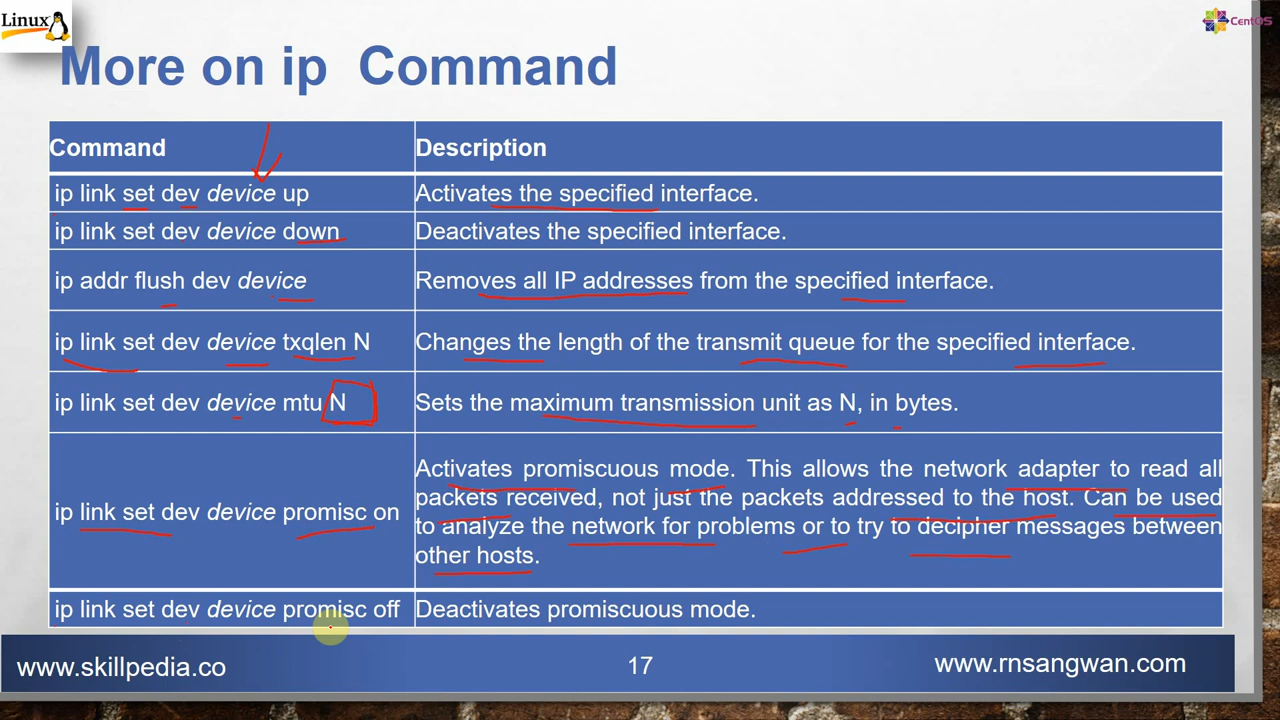 Linux
CentOS
More on ip Command
Command Description
ip link set dev device up Activates the specified interface.
ip link set dev device down Deactivates the specified interface.
ip addr flush dev device Removes all IP addresses from the specified interface.
ip link set dev device txqlen N Changes the length of the transmit queue for the specified interface.
ip link set dev device mtu N Sets the maximum transmission unit as N, in bytes.
ip link set dev device promisc on
Activates promiscuous mode. This allows the network adapter to read all
packets received, not just the packets addressed to the host. Can be used
to analyze the network for problems or to try to decipher messages between
other hosts.
ip link set dev device promisc off Deactivates promiscuous mode.
www.skillpedia.co 17 www.rnsangwan.com